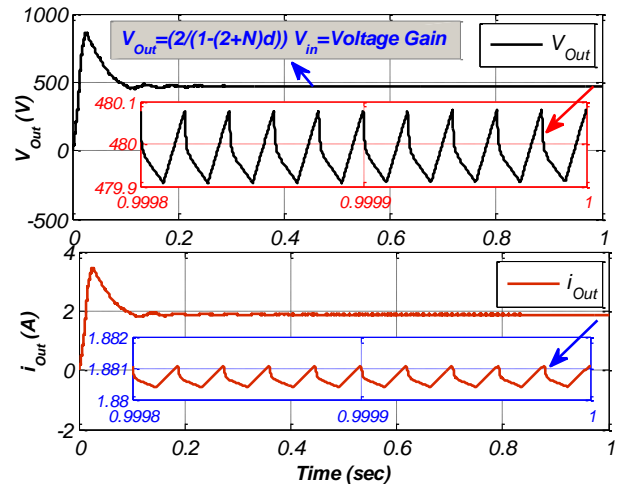 1000
V_Out=(2/(1-(2+N)d)) V_in=Voltage Gain
V_Out
500
480.1
480
479.9
0.9998
0.9999
1
0
-500
V_Out (V)
0 0.2 0.4 0.6 0.8 1
4
i_Out
2
1.882
1.881
1.88
0.9998
0.9999
1
0
-2
i_Out (A)
0 0.2 0.4 0.6 0.8 1
Time (sec)